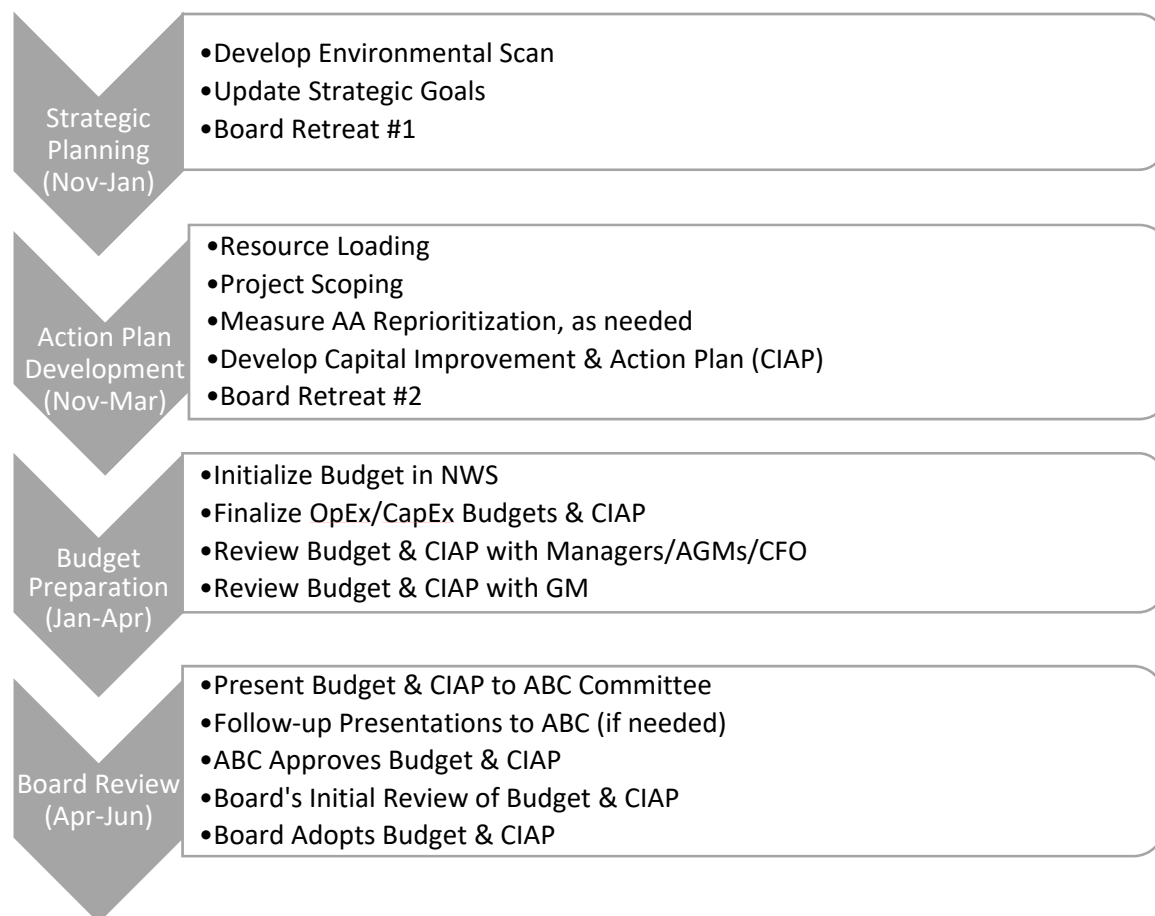 Strategic
Planning
(Nov-Jan)
•Develop Environmental Scan
•Update Strategic Goals
•Board Retreat #1
Action Plan
Development
(Nov-Mar)
•Resource Loading
•Project Scoping
•Measure AA Reprioritization, as needed
•Develop Capital Improvement & Action Plan (CIAP)
•Board Retreat #2
Budget
Preparation
(Jan-Apr)
•Initialize Budget in NWS
•Finalize OpEx/CapEx Budgets & CIAP
•Review Budget & CIAP with Managers/AGMs/CFO
•Review Budget & CIAP with GM
Board Review
(Apr-Jun)
•Present Budget & CIAP to ABC Committee
•Follow-up Presentations to ABC (if needed)
•ABC Approves Budget & CIAP
•Board's Initial Review of Budget & CIAP
•Board Adopts Budget & CIAP